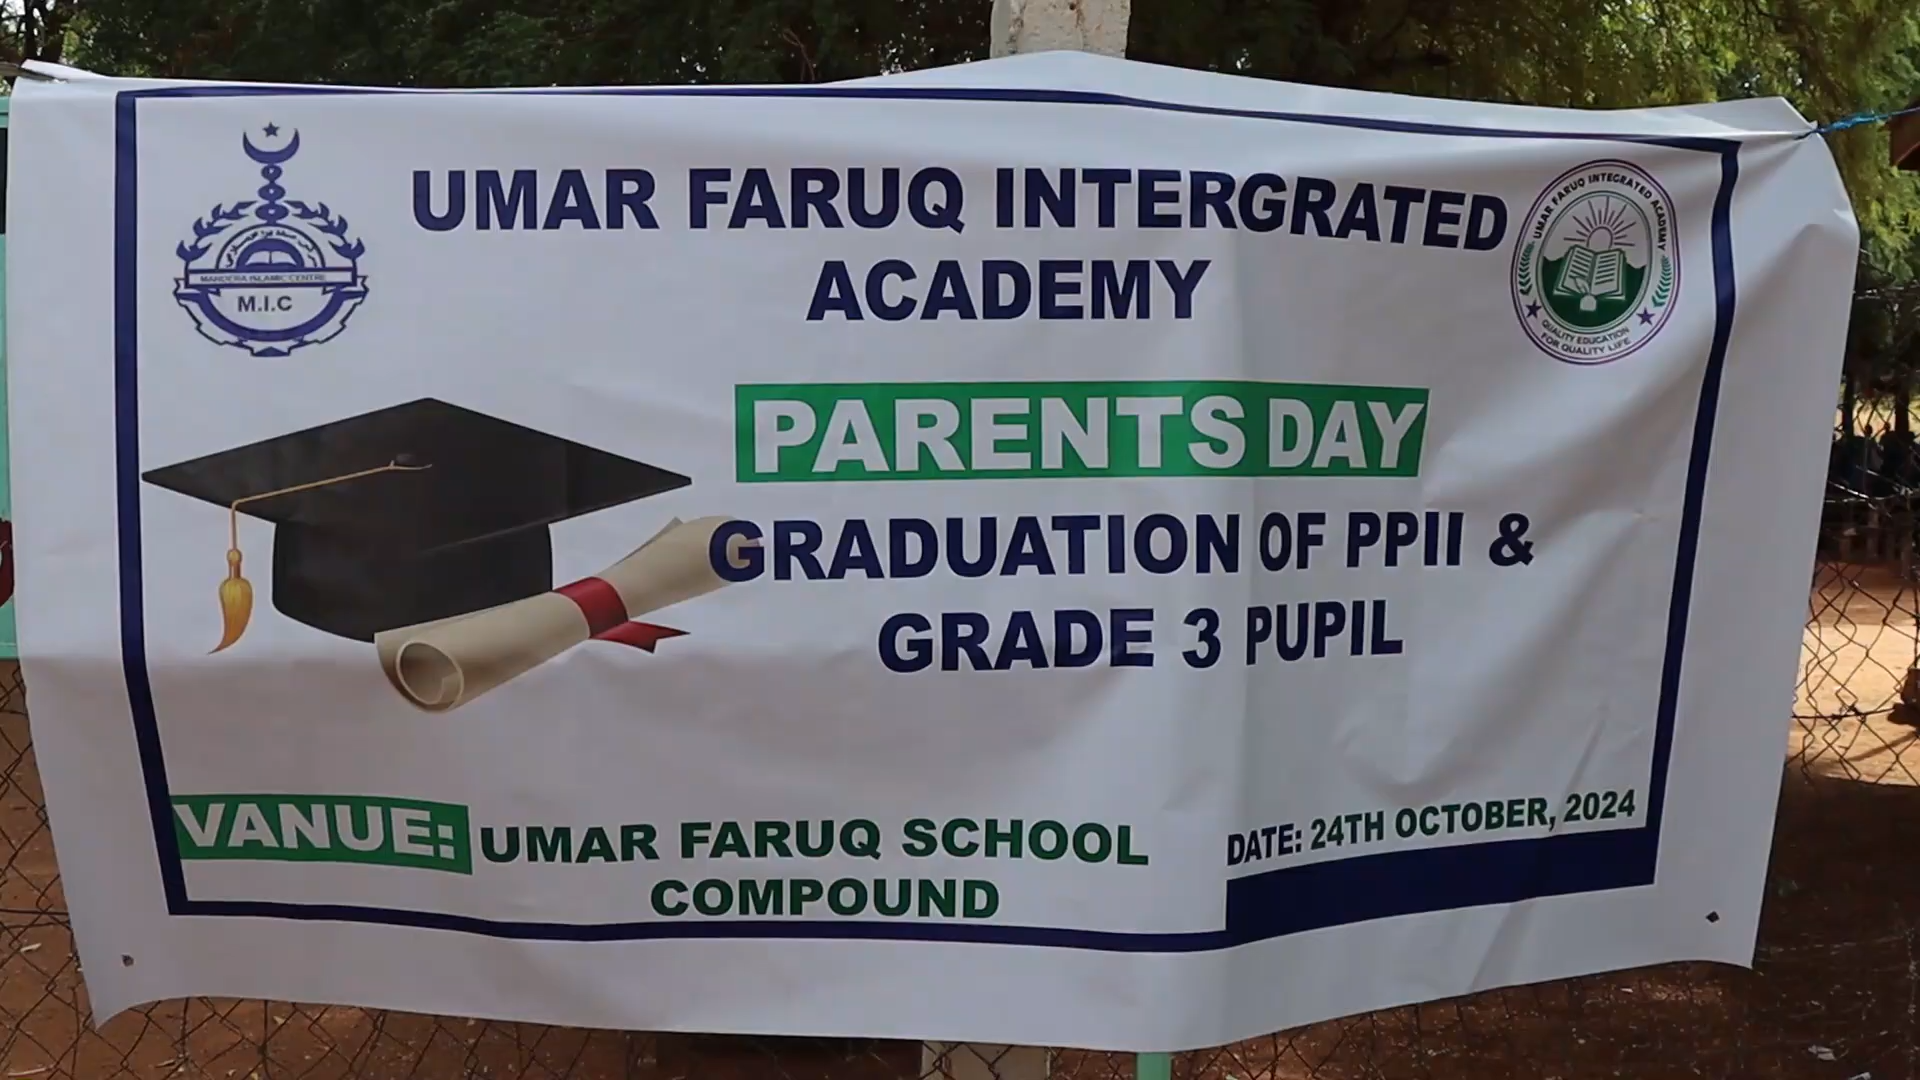 UMAR FARUQ INTERGRATED
ACADEMY
MANDERA ISLAMIC CENTRE
M.I.C
UMAR FARUQ INTEGRATED ACADEMY
QUALITY EDUCATION
FOR QUALITY LIFE
PARENTS DAY
GRADUATION OF PPII &
GRADE 3 PUPIL
VANUE: UMAR FARUQ SCHOOL
COMPOUND
DATE: 24TH OCTOBER, 2024